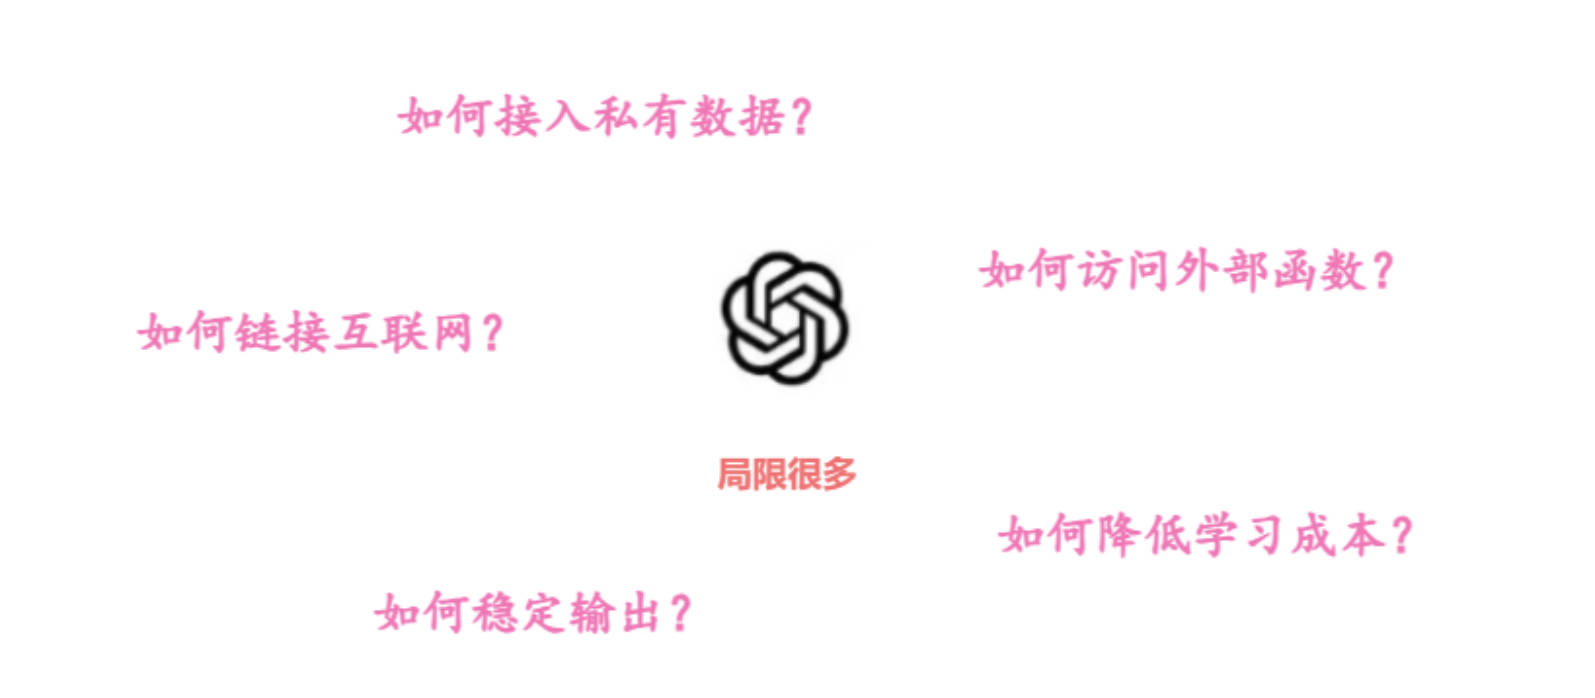 如何接入私有数据?
如何访问外部函数?
如何链接互联网?
局限很多
如何降低学习成本?
如何稳定输出?